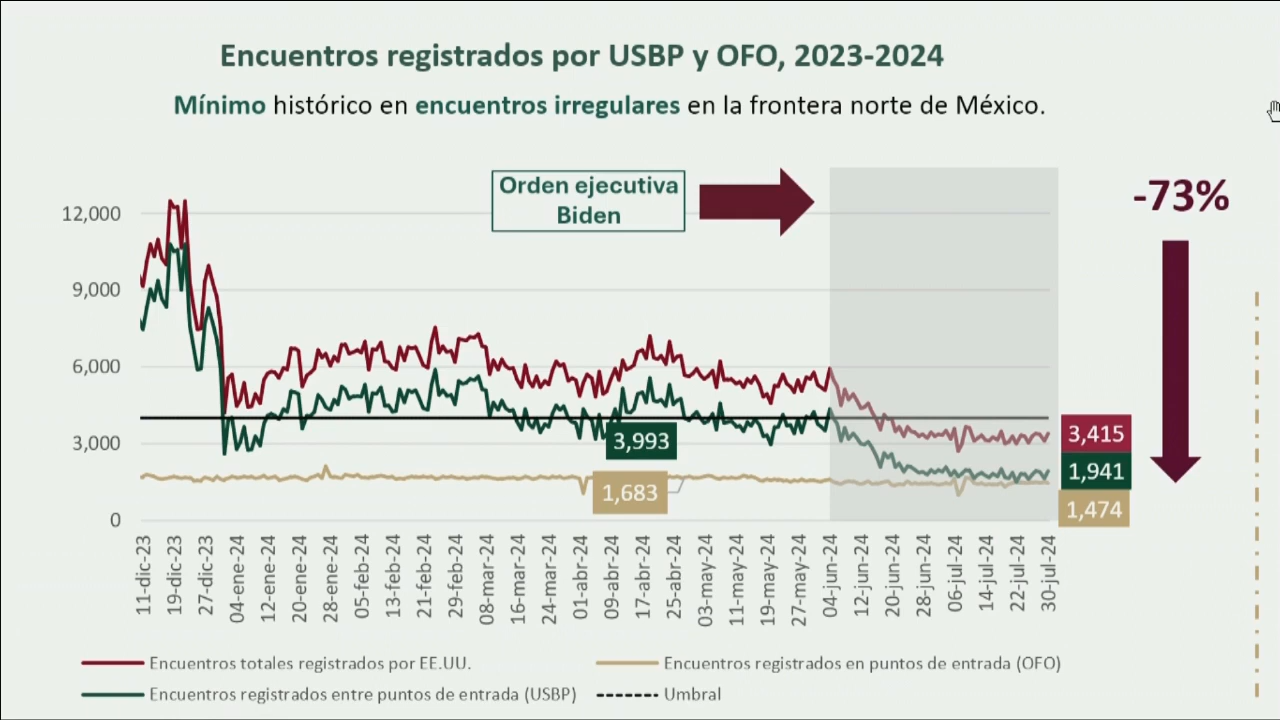 Encuentros registrados por USBP y OFO, 2023-2024
Mínimo histórico en encuentros irregulares en la frontera norte de México.
Orden ejecutiva
Biden
-73%
12,000
9,000
6,000
3,000
0
3,993
1,683
3,415
1,941
1,474
11-dic-23
19-dic-23
27-dic-23
04-ene-24
12-ene-24
20-ene-24
28-ene-24
05-feb-24
13-feb-24
21-feb-24
29-feb-24
08-mar-24
16-mar-24
24-mar-24
01-abr-24
09-abr-24
17-abr-24
25-abr-24
03-may-24
11-may-24
19-may-24
27-may-24
04-jun-24
12-jun-24
20-jun-24
28-jun-24
06-jul-24
14-jul-24
22-jul-24
30-jul-24
Encuentros totales registrados por EE.UU.
Encuentros registrados en puntos de entrada (OFO)
Encuentros registrados entre puntos de entrada (USBP)
Umbral